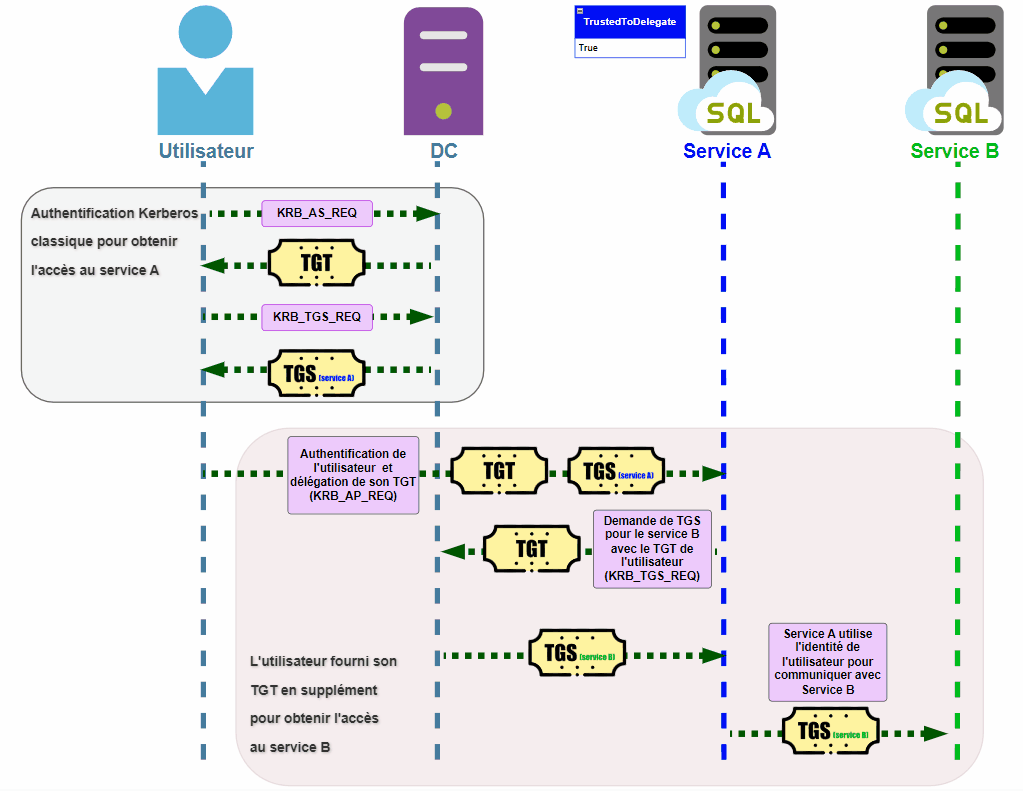 TrustedToDelegate
True
SQL
SQL
Utilisateur
DC
Service A
Service B
Authentification Kerberos
classique pour obtenir
l'accès au service A
KRB_AS_REQ
TGT
KRB_TGS_REQ
TGS (service A)
Authentification de
l'utilisateur et
délégation de son TGT
(KRB_AP_REQ)
TGT
TGS (service A)
Demande de TGS
pour le service B
avec le TGT de
l'utilisateur
(KRB_TGS_REQ)
TGT
TGS (service B)
L'utilisateur fourni son
TGT en supplément
pour obtenir l'accès
au service B
Service A utilise
l'identité de
l'utilisateur pour
communiquer avec
Service B
TGS (service B)